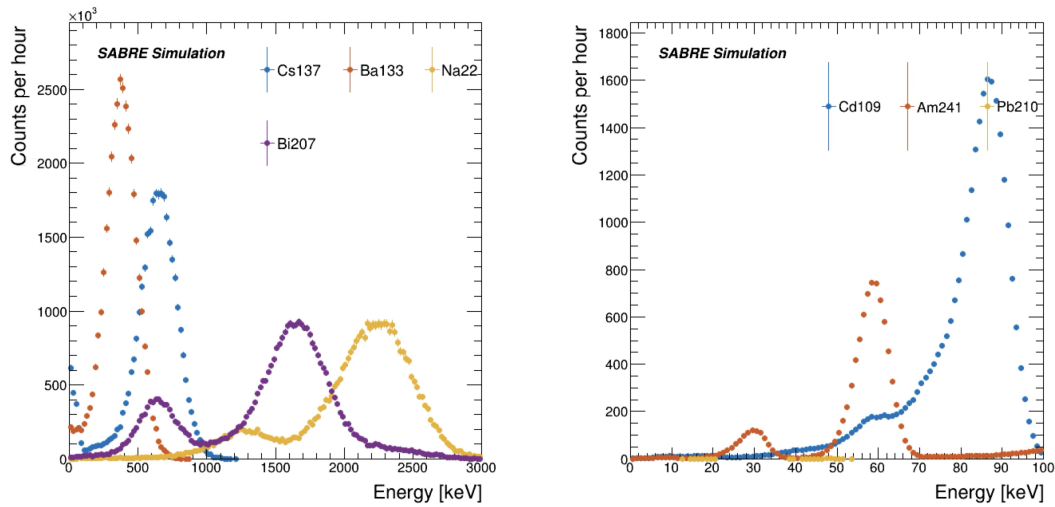 ×10³
SABRE Simulation
Cs137 Ba133 Na22
Bi207
Counts per hour
2500
2000
1500
1000
500
0
0 500 1000 1500 2000 2500 3000
Energy [keV]
SABRE Simulation
Cd109 Am241 Pb210
Counts per hour
1800
1600
1400
1200
1000
800
600
400
200
0
0 10 20 30 40 50 60 70 80 90 100
Energy [keV]